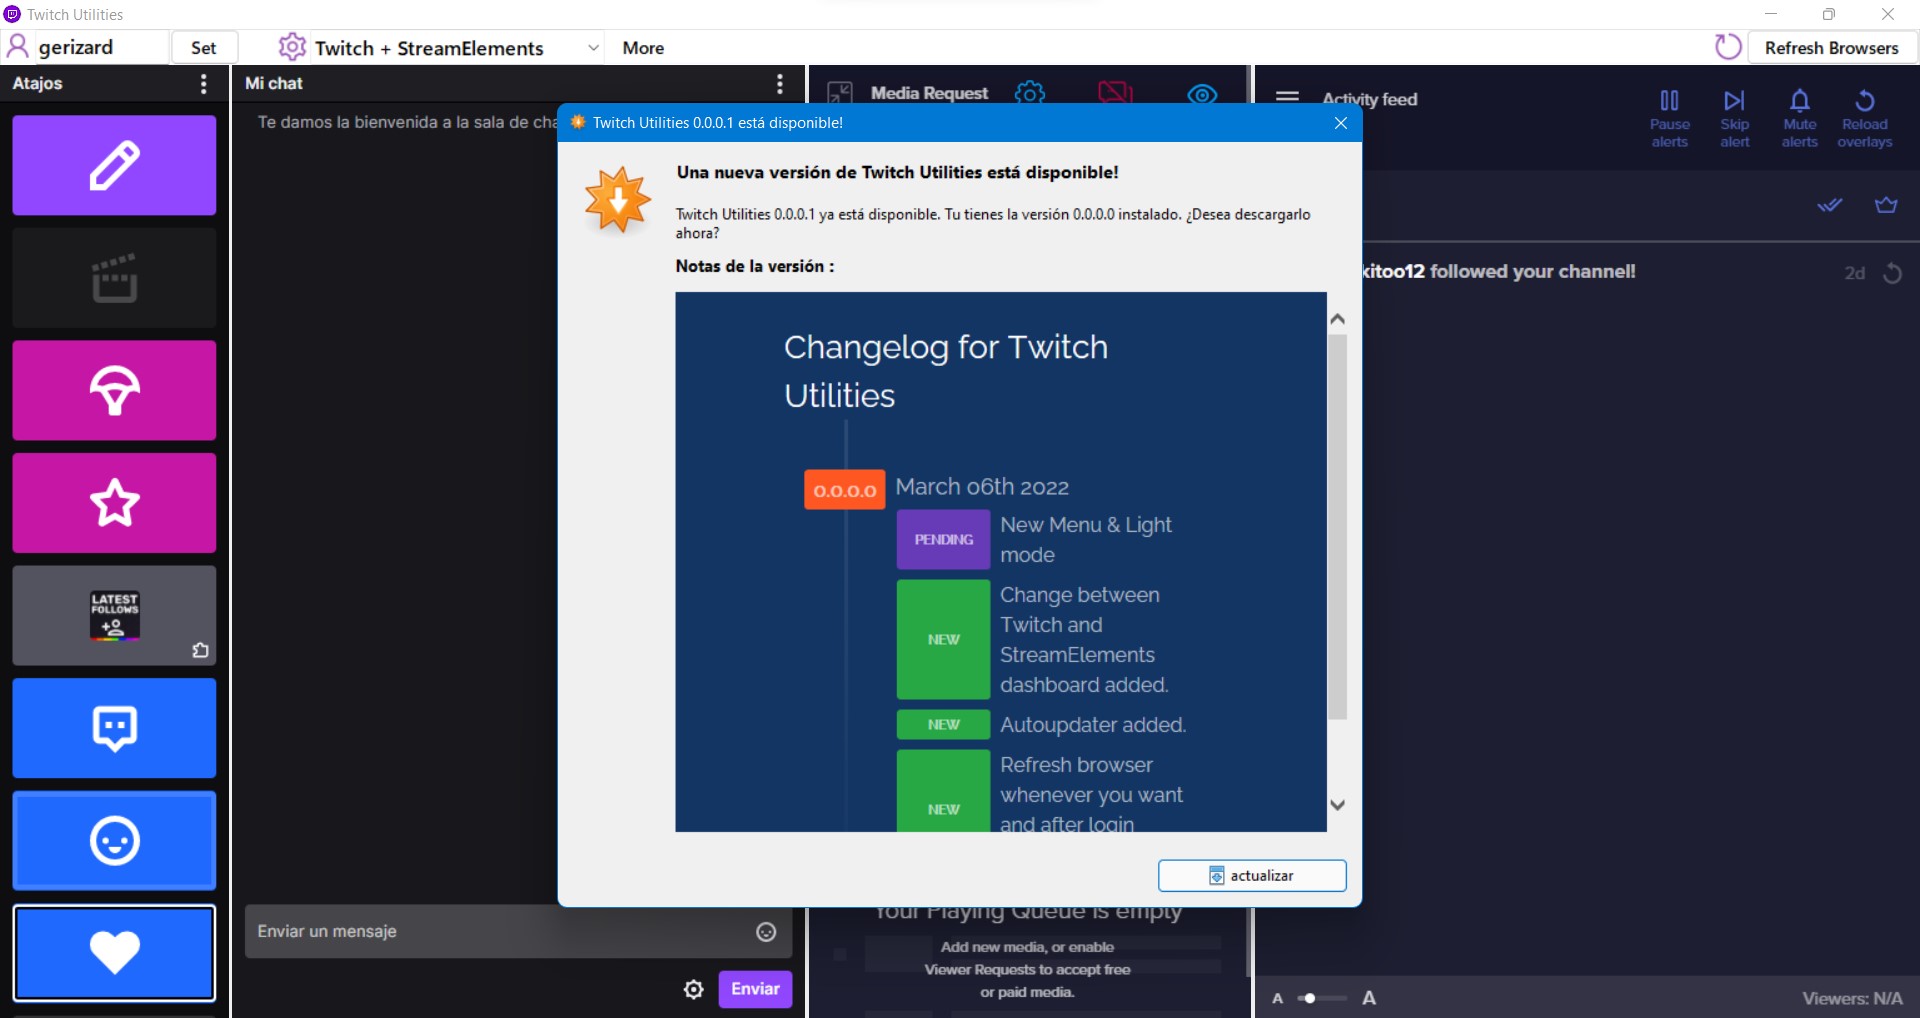 Twitch Utilities
gerizard
Set
Twitch + StreamElements
More
Refresh Browsers
Atajos
LATEST
FOLLOWS
Mi chat
Te damos la bienvenida a la sala de
Enviar un mensaje
Enviar
Media Request
Your Playing Queue is empty
Add new media, or enable
Viewer Requests to accept free
or paid media.
Activity feed
Pause
alerts
Skip
alert
Mute
alerts
Reload
overlays
kitoo12 followed your channel!
2d
A
A
Viewers: N/A
Twitch Utilities 0.0.0.1 está disponible!
Una nueva versión de Twitch Utilities está disponible!
Twitch Utilities 0.0.0.1 ya está disponible. Tu tienes la versión 0.0.0.0 instalado. ¿Desea descargarlo
ahora?
Notas de la versión :
Changelog for Twitch
Utilities
0.0.0.0
March 06th 2022
PENDING
New Menu & Light
mode
NEW
Change between
Twitch and
StreamElements
dashboard added.
NEW
Autoupdater added.
NEW
Refresh browser
whenever you want
and after login
actualizar